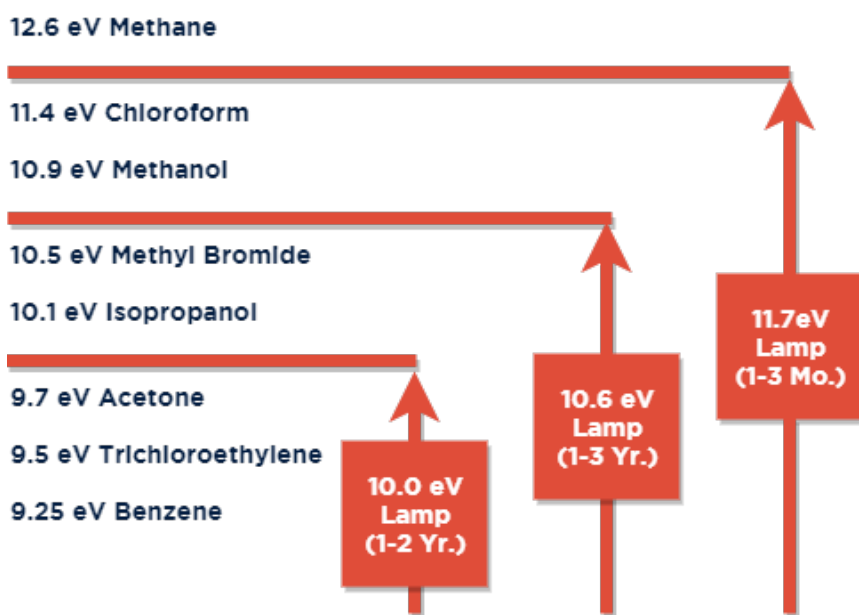 12.6 eV Methane
11.4 eV Chloroform
10.9 eV Methanol
10.5 eV Methyl Bromide
10.1 eV Isopropanol
9.7 eV Acetone
9.5 eV Trichloroethylene
9.25 eV Benzene
10.0 eV
Lamp
(1-2 Yr.)
10.6 eV
Lamp
(1-3 Yr.)
11.7eV
Lamp
(1-3 Mo.)